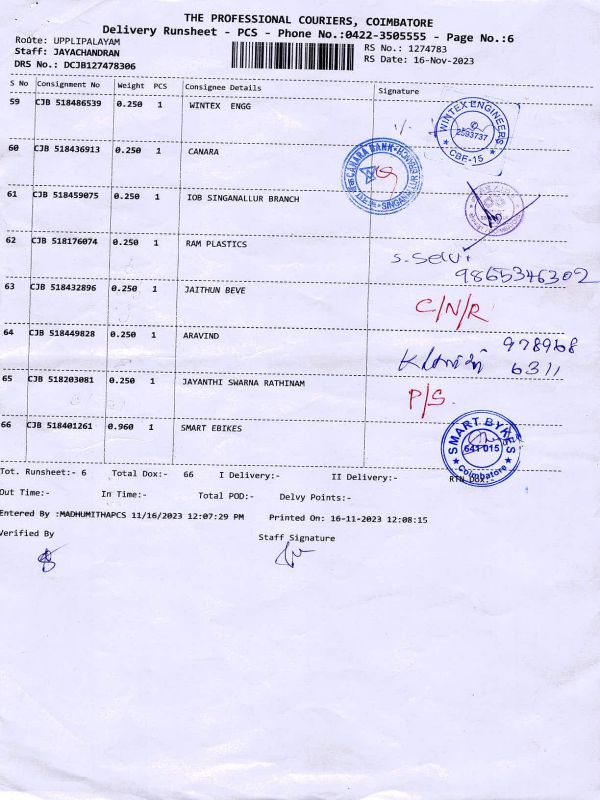 THE PROFESSIONAL COURIERS, COIMBATORE
Delivery Runsheet - PCS - Phone No.:0422-3505555 - Page No.:6
Route: UPPLIPALAYAM
Staff: JAYACHANDRAN
DRS No.: DCJB127478306
RS No.: 1274783
RS Date: 16-Nov-2023
S No Consignment No Weight PCS Consignee Details Signature
59 CJB 518486539 0.250 1 WINTEX ENGG
WINTEX ENGINEERS
2593737
CBE-15
60 CJB 518436913 0.250 1 CANARA
CANARA BANK
61 CJB 518459075 0.250 1 IOB SINGANALLUR BRANCH
62 CJB 518176074 0.250 1 RAM PLASTICS
S. Selvi
9865346302
63 CJB 518432896 0.250 1 JAITHUN BEVE
C/N/R
64 CJB 518449828 0.250 1 ARAVIND
978968
6311
65 CJB 518203081 0.250 1 JAYANTHI SWARNA RATHINAM
P/S.
66 CJB 518401261 0.960 1 SMART EBIKES
SMART BYKES
641 015
Coimbatore
Tot. Runsheet:- 6 Total Dox:- 66 I Delivery:- II Delivery:- RTN Dox:-
Out Time:- In Time:- Total POD:- Delvy Points:-
Entered By :MADHUMITHAPCS 11/16/2023 12:07:29 PM Printed On: 16-11-2023 12:08:15
Verified By Staff Signature